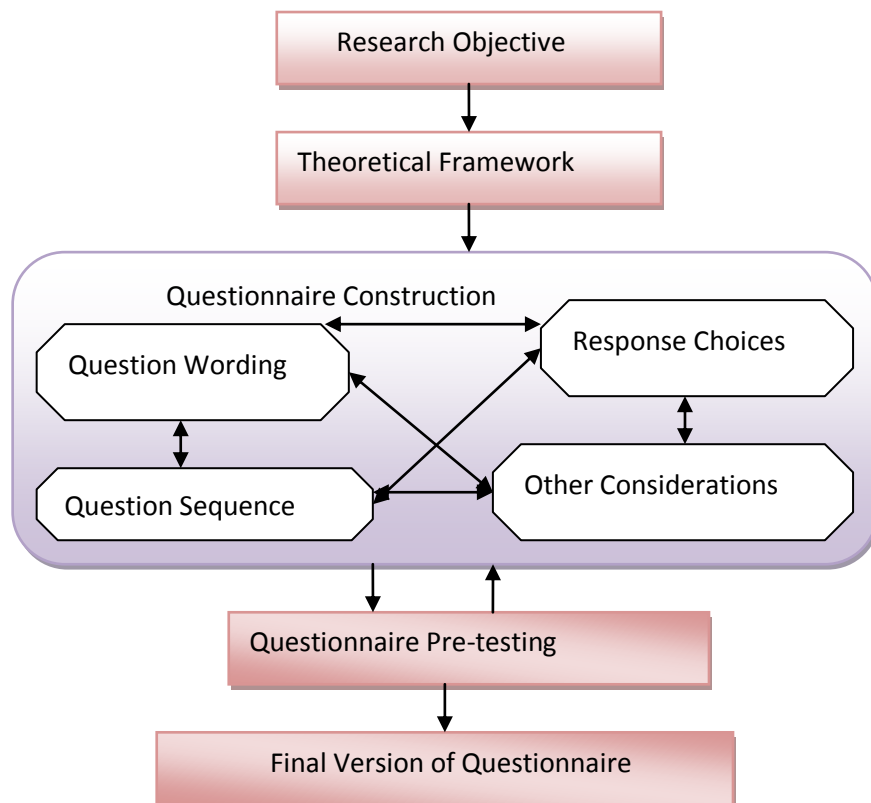 Research Objective
Theoretical Framework
Questionnaire Construction
Question Wording
Response Choices
Question Sequence
Other Considerations
Questionnaire Pre-testing
Final Version of Questionnaire